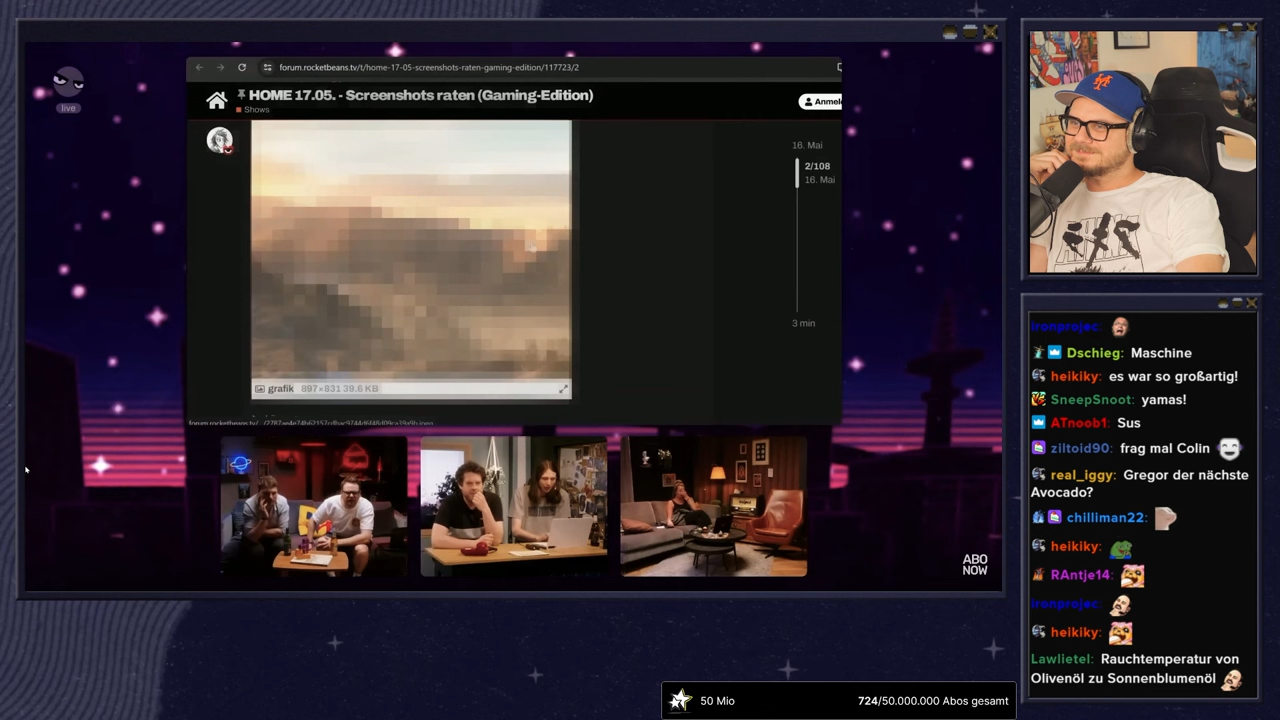 forum.rocketbeans.tv/t/home-17-05-screenshots-raten-gaming-edition/117723/2
HOME 17.05. - Screenshots raten (Gaming-Edition)
Shows
Anmel
live
16. Mai
2/108
16. Mai
3 min
grafik 897×831 39.6 KB
ABO
NOW
ironprojec:
Dschieg: Maschine
heikiky: es war so großartig!
SneepSnoot: yamas!
ATnoob1: Sus
ziltoid90: frag mal Colin
real_iggy: Gregor der nächste
Avocado?
chilliman22:
heikiky:
RAntje14:
ironprojec:
heikiky:
Lawlietel: Rauchtemperatur von
Olivenöl zu Sonnenblumenöl
50 Mio
724/50.000.000 Abos gesamt